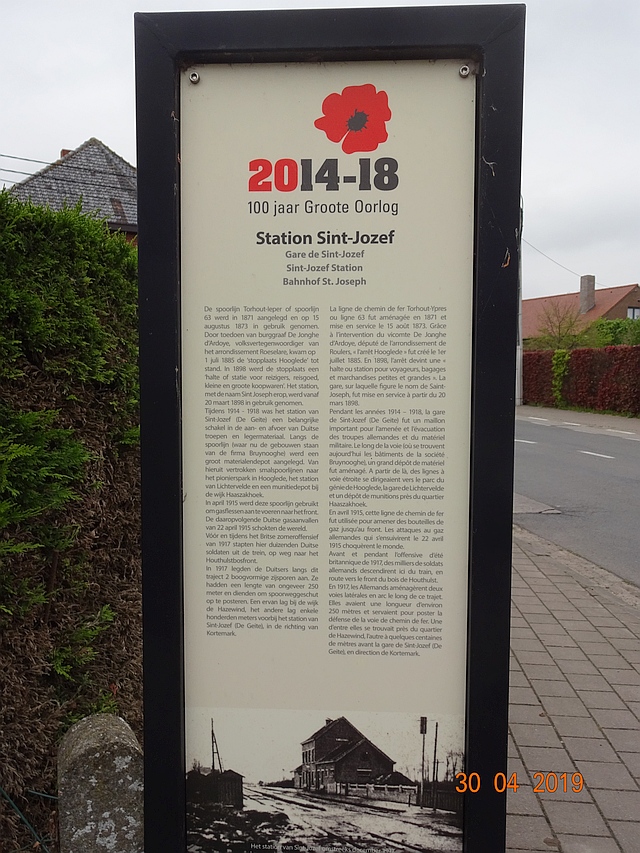 2014-18
100 jaar Groote Oorlog
Station Sint-Jozef
Gare de Sint-Jozef
Sint-Jozef Station
Bahnhof St. Joseph
De spoorlijn Torhout-Ieper of spoorlijn
63 werd in 1871 aangelegd en op 15
augustus 1873 in gebruik genomen.
Door toedoen van burggraaf De Jonghe
d'Ardoye, volksvertegenwoordiger van
het arrondissement Roeselare, kwam op
1 juli 1885 de 'stopplaats Hooglede' tot
stand. In 1898 werd de stopplaats een
'halte of statie voor reizigers, reisgoed,
kleine en groote koopwaren'. Het station,
met de naam Sint Joseph erop, werd vanaf
20 maart 1898 in gebruik genomen.
Tijdens 1914 - 1918 was het station van
Sint-Jozef (De Geite) een belangrijke
schakel in de aan- en afvoer van Duitse
troepen en legermateriaal. Langs de
spoorlijn (waar nu de gebouwen staan
van de firma Bruynooghe) werd een
groot materialendepot aangelegd. Van
hieruit vertrokken smalspoorlijnen naar
het pionierspark in Hooglede, het station
van Lichtervelde en een munitiedepot bij
de wijk Haaszakhoek.
In april 1915 werd deze spoorlijn gebruikt
om gasflessen aan te voeren naar het front.
De daaropvolgende Duitse gasaanvallen
van 22 april 1915 schokten de wereld.
Vóór en tijdens het Britse zomeroffensief
van 1917 stapten hier duizenden Duitse
soldaten uit de trein, op weg naar het
Houthulstbosfront.
In 1917 legden de Duitsers langs dit
traject 2 boogvormige zijsporen aan. Ze
hadden een lengte van ongeveer 250
meter en dienden om spoorweggeschut
op te posteren. Een ervan lag bij de wijk
de Hazewind, het andere lag enkele
honderden meters voorbij het station van
Sint-Jozef (De Geite), in de richting van
Kortemark.
La ligne de chemin de fer Torhout-Ypres
ou ligne 63 fut aménagée en 1871 et
mise en service le 15 août 1873. Grâce
à l'intervention du vicomte De Jonghe
d'Ardoye, député de l'arrondissement de
Roulers, « l'arrêt Hooglede » fut créé le 1er
juillet 1885. En 1898, l'arrêt devint une «
halte ou station pour voyageurs, bagages
et marchandises petites et grandes ». La
gare, sur laquelle figure le nom de Saint-
Joseph, fut mise en service à partir du 20
mars 1898.
Pendant les années 1914 - 1918, la gare
de Sint-Jozef (De Geite) fut un maillon
important pour l'amenée et l'évacuation
des troupes allemandes et du matériel
militaire. Le long de la voie (où se trouvent
aujourd'hui les bâtiments de la société
Bruynooghe), un grand dépôt de matériel
fut aménagé. À partir de là, des lignes à
voie étroite se dirigeaient vers le parc du
génie de Hooglede, la gare de Lichtervelde
et un dépôt de munitions près du quartier
Haaszakhoek.
En avril 1915, cette ligne de chemin de fer
fut utilisée pour amener des bouteilles de
gaz jusqu'au front. Les attaques au gaz
allemandes qui s'ensuivirent le 22 avril
1915 choquèrent le monde.
Avant et pendant l'offensive d'été
britannique de 1917, des milliers de soldats
allemands descendirent ici du train, en
route vers le front du bois de Houthulst.
En 1917, les Allemands aménagèrent deux
voies latérales en arc le long de ce trajet.
Elles avaient une longueur d'environ
250 mètres et servaient pour poster la
défense de la voie de chemin de fer. Une
d'entre elles se trouvait près du quartier
de Hazewind, l'autre à quelques centaines
de mètres avant la gare de Sint-Jozef (De
Geite), en direction de Kortemark.
Het station van Sint-Jozef
30 04 2019